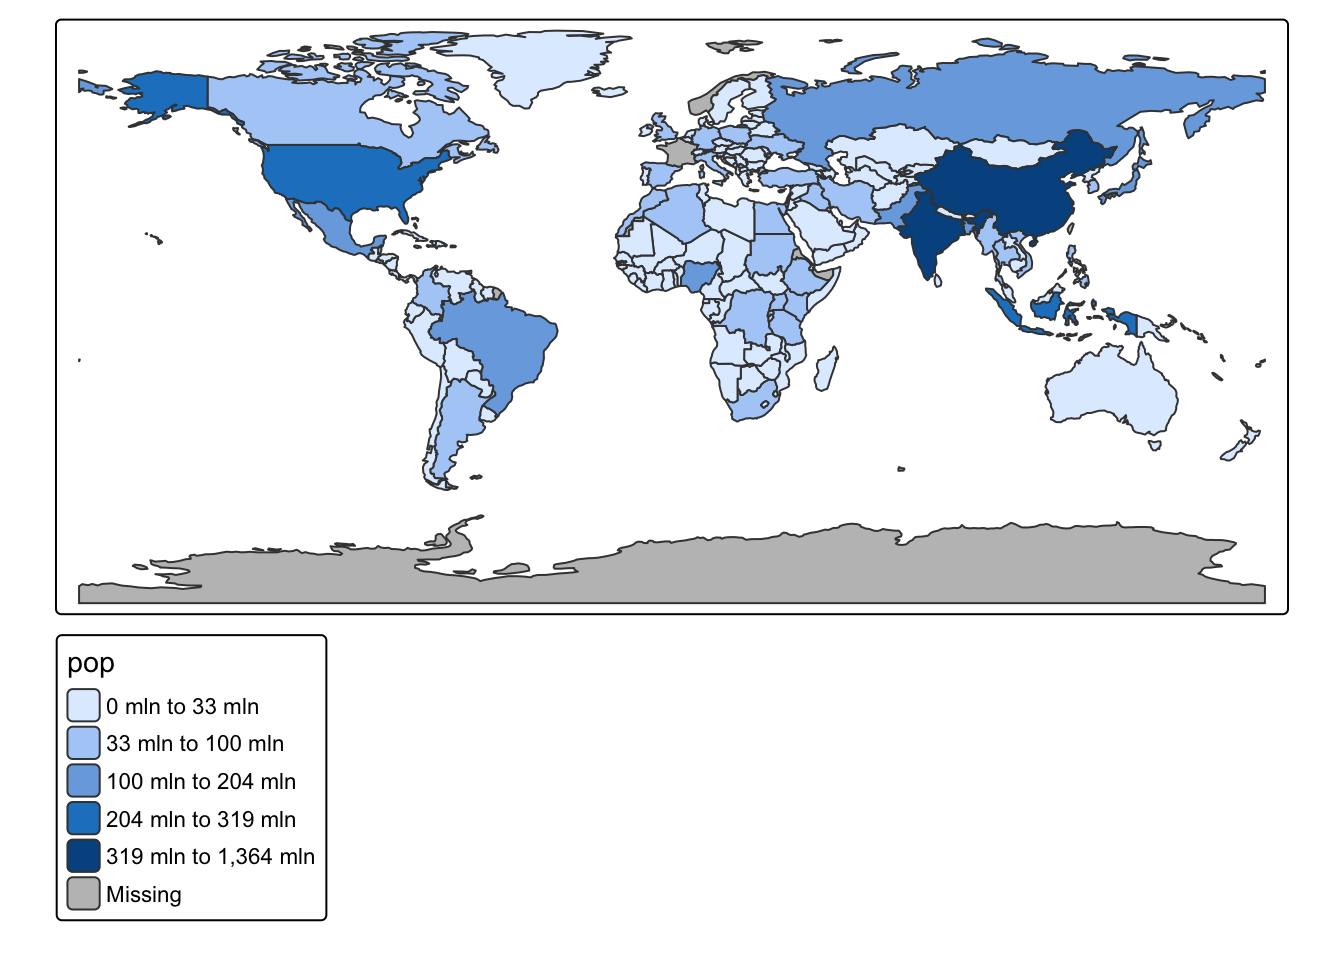 pop
0 mln to 33 mln
33 mln to 100 mln
100 mln to 204 mln
204 mln to 319 mln
319 mln to 1,364 mln
Missing